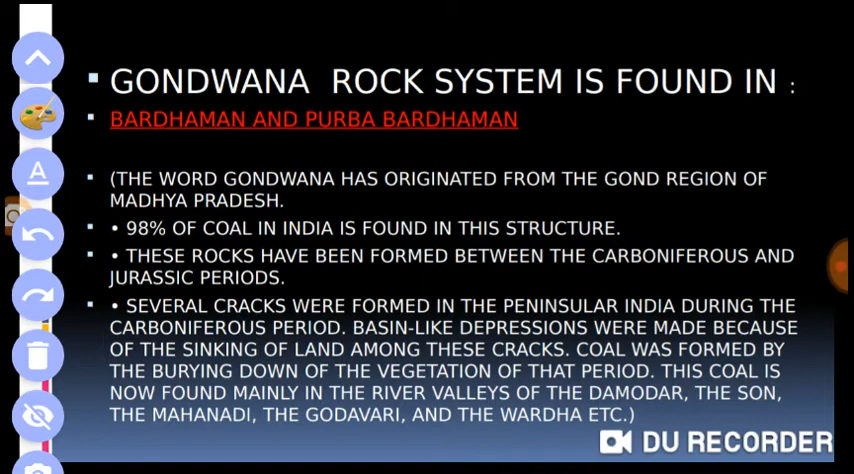 GONDWANA ROCK SYSTEM IS FOUND IN :
BARDHAMAN AND PURBA BARDHAMAN
(THE WORD GONDWANA HAS ORIGINATED FROM THE GOND REGION OF
MADHYA PRADESH.
• 98% OF COAL IN INDIA IS FOUND IN THIS STRUCTURE.
• THESE ROCKS HAVE BEEN FORMED BETWEEN THE CARBONIFEROUS AND
JURASSIC PERIODS.
• SEVERAL CRACKS WERE FORMED IN THE PENINSULAR INDIA DURING THE
CARBONIFEROUS PERIOD. BASIN-LIKE DEPRESSIONS WERE MADE BECAUSE
OF THE SINKING OF LAND AMONG THESE CRACKS. COAL WAS FORMED BY
THE BURYING DOWN OF THE VEGETATION OF THAT PERIOD. THIS COAL IS
NOW FOUND MAINLY IN THE RIVER VALLEYS OF THE DAMODAR, THE SON,
THE MAHANADI, THE GODAVARI, AND THE WARDHA ETC.)
DU RECORDER
A